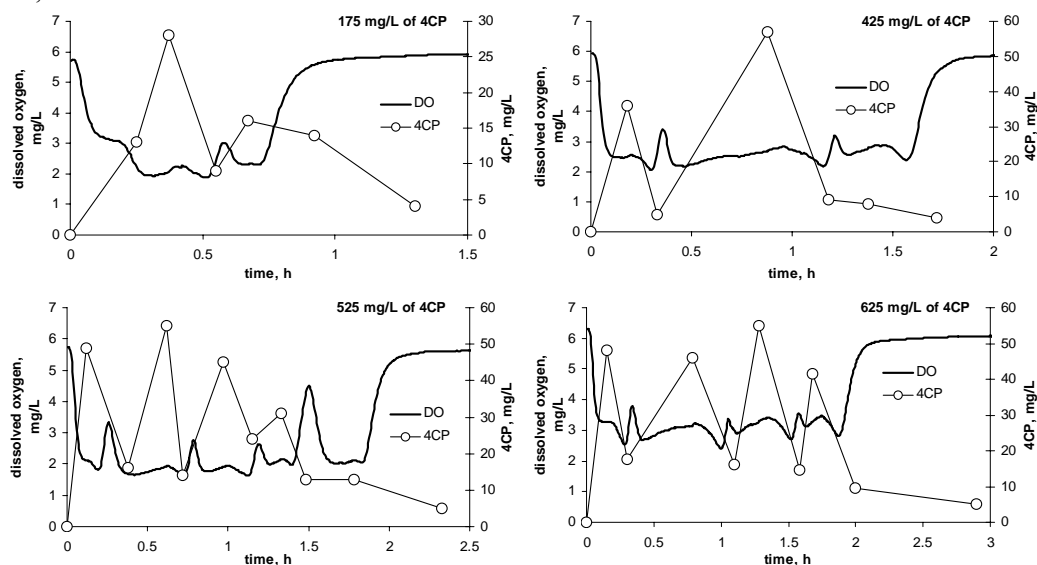 175 mg/L of 4CP
7
6
5
4
3
2
1
0
30
25
20
15
10
5
0
0
0.5
1
1.5
dissolved oxygen,
mg/L
4CP, mg/L
DO
4CP
time, h
425 mg/L of 4CP
7
6
5
4
3
2
1
0
60
50
40
30
20
10
0
0
0.5
1
1.5
2
dissolved oxygen,
mg/L
4CP, mg/L
DO
4CP
time, h
525 mg/L of 4CP
7
6
5
4
3
2
1
0
60
50
40
30
20
10
0
0
0.5
1
1.5
2
2.5
dissolved oxygen,
mg/L
4CP, mg/L
DO
4CP
time, h
625 mg/L of 4CP
7
6
5
4
3
2
1
0
60
50
40
30
20
10
0
0
0.5
1
1.5
2
2.5
3
dissolved oxygen,
mg/L
4CP, mg/L
DO
4CP
time, h